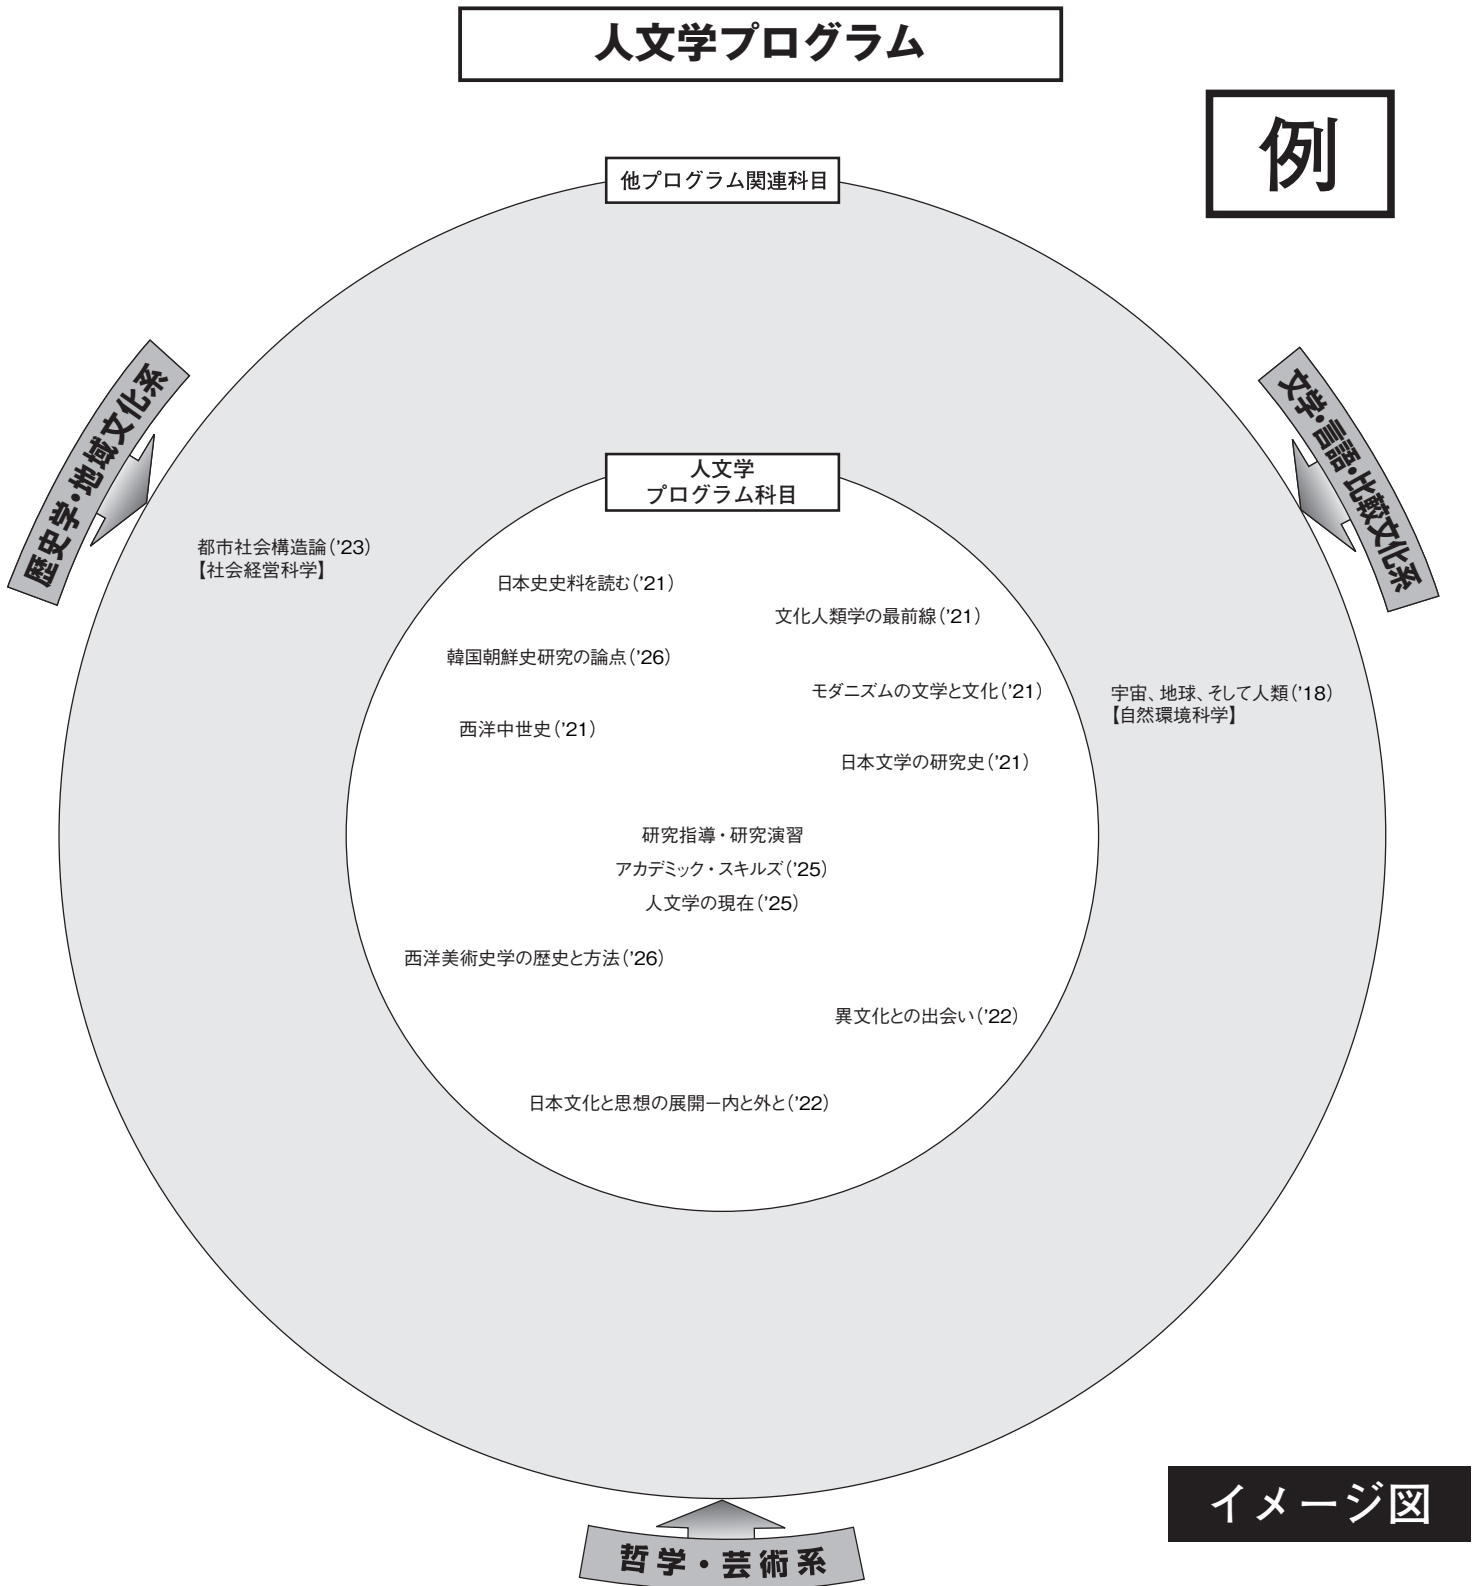 人文学プログラム
例
他プログラム関連科目
歴史学・地域文化系
文学・言語・比較文化系
人文学
プログラム科目
都市社会構造論('23)
【社会経営科学】
日本史史料を読む('21)
文化人類学の最前線('21)
韓国朝鮮史研究の論点('26)
モダニズムの文学と文化('21)
宇宙、地球、そして人類('18)
【自然環境科学】
西洋中世史('21)
日本文学の研究史('21)
研究指導・研究演習
アカデミック・スキルズ('25)
人文学の現在('25)
西洋美術史学の歴史と方法('26)
異文化との出会い('22)
日本文化と思想の展開−内と外と('22)
イメージ図
哲学・芸術系